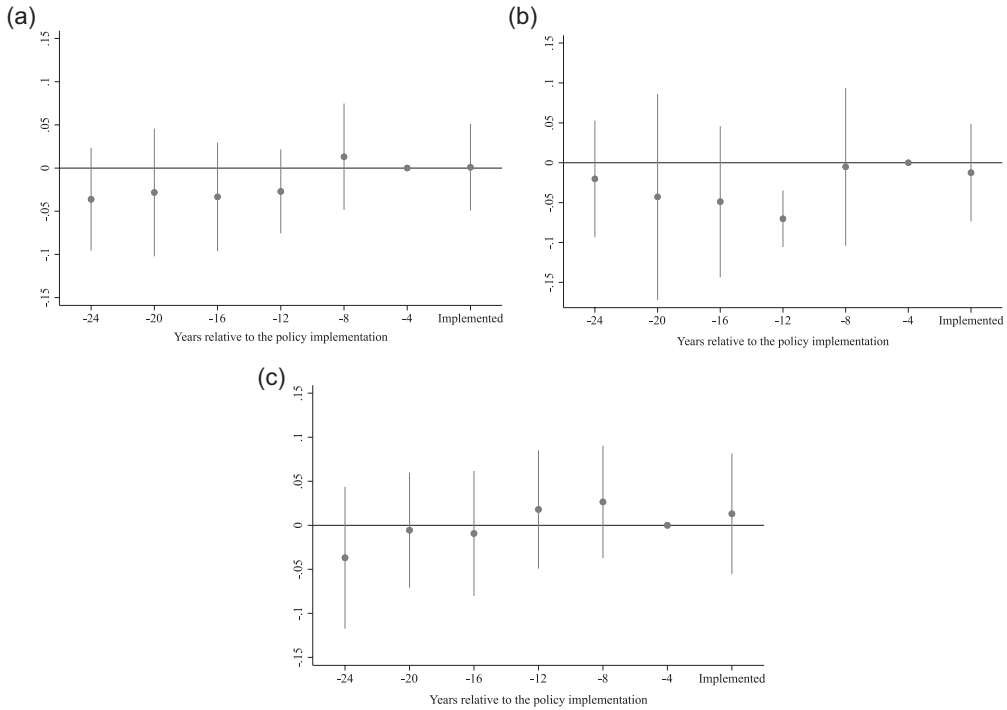 (a)
.15
.1
.05
0
-.05
-.1
-.15
-24 -20 -16 -12 -8 -4 Implemented
Years relative to the policy implementation
(b)
.15
.1
.05
0
-.05
-.1
-.15
-24 -20 -16 -12 -8 -4 Implemented
Years relative to the policy implementation
(c)
.15
.1
.05
0
-.05
-.1
-.15
-24 -20 -16 -12 -8 -4 Implemented
Years relative to the policy implementation